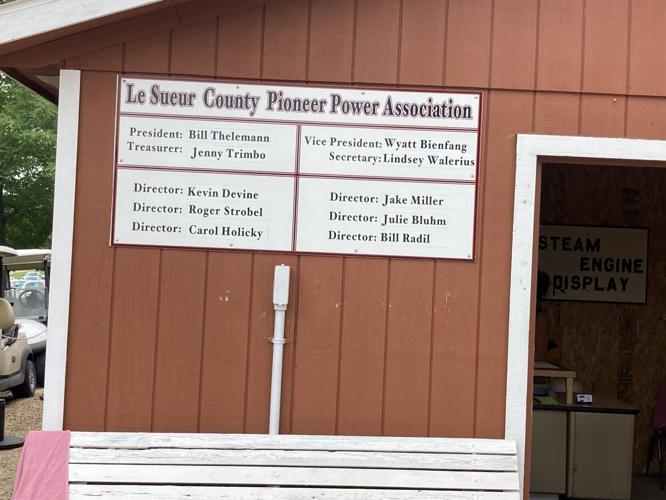 Le Sueur County Pioneer Power Association
President: Bill Thelemann
Treasurer: Jenny Trimbo
Vice President: Wyatt Bienfang
Secretary: Lindsey Walerius
Director: Kevin Devine
Director: Roger Strobel
Director: Carol Holicky
Director: Jake Miller
Director: Julie Bluhm
Director: Bill Radil
STEAM
ENGINE
DISPLAY